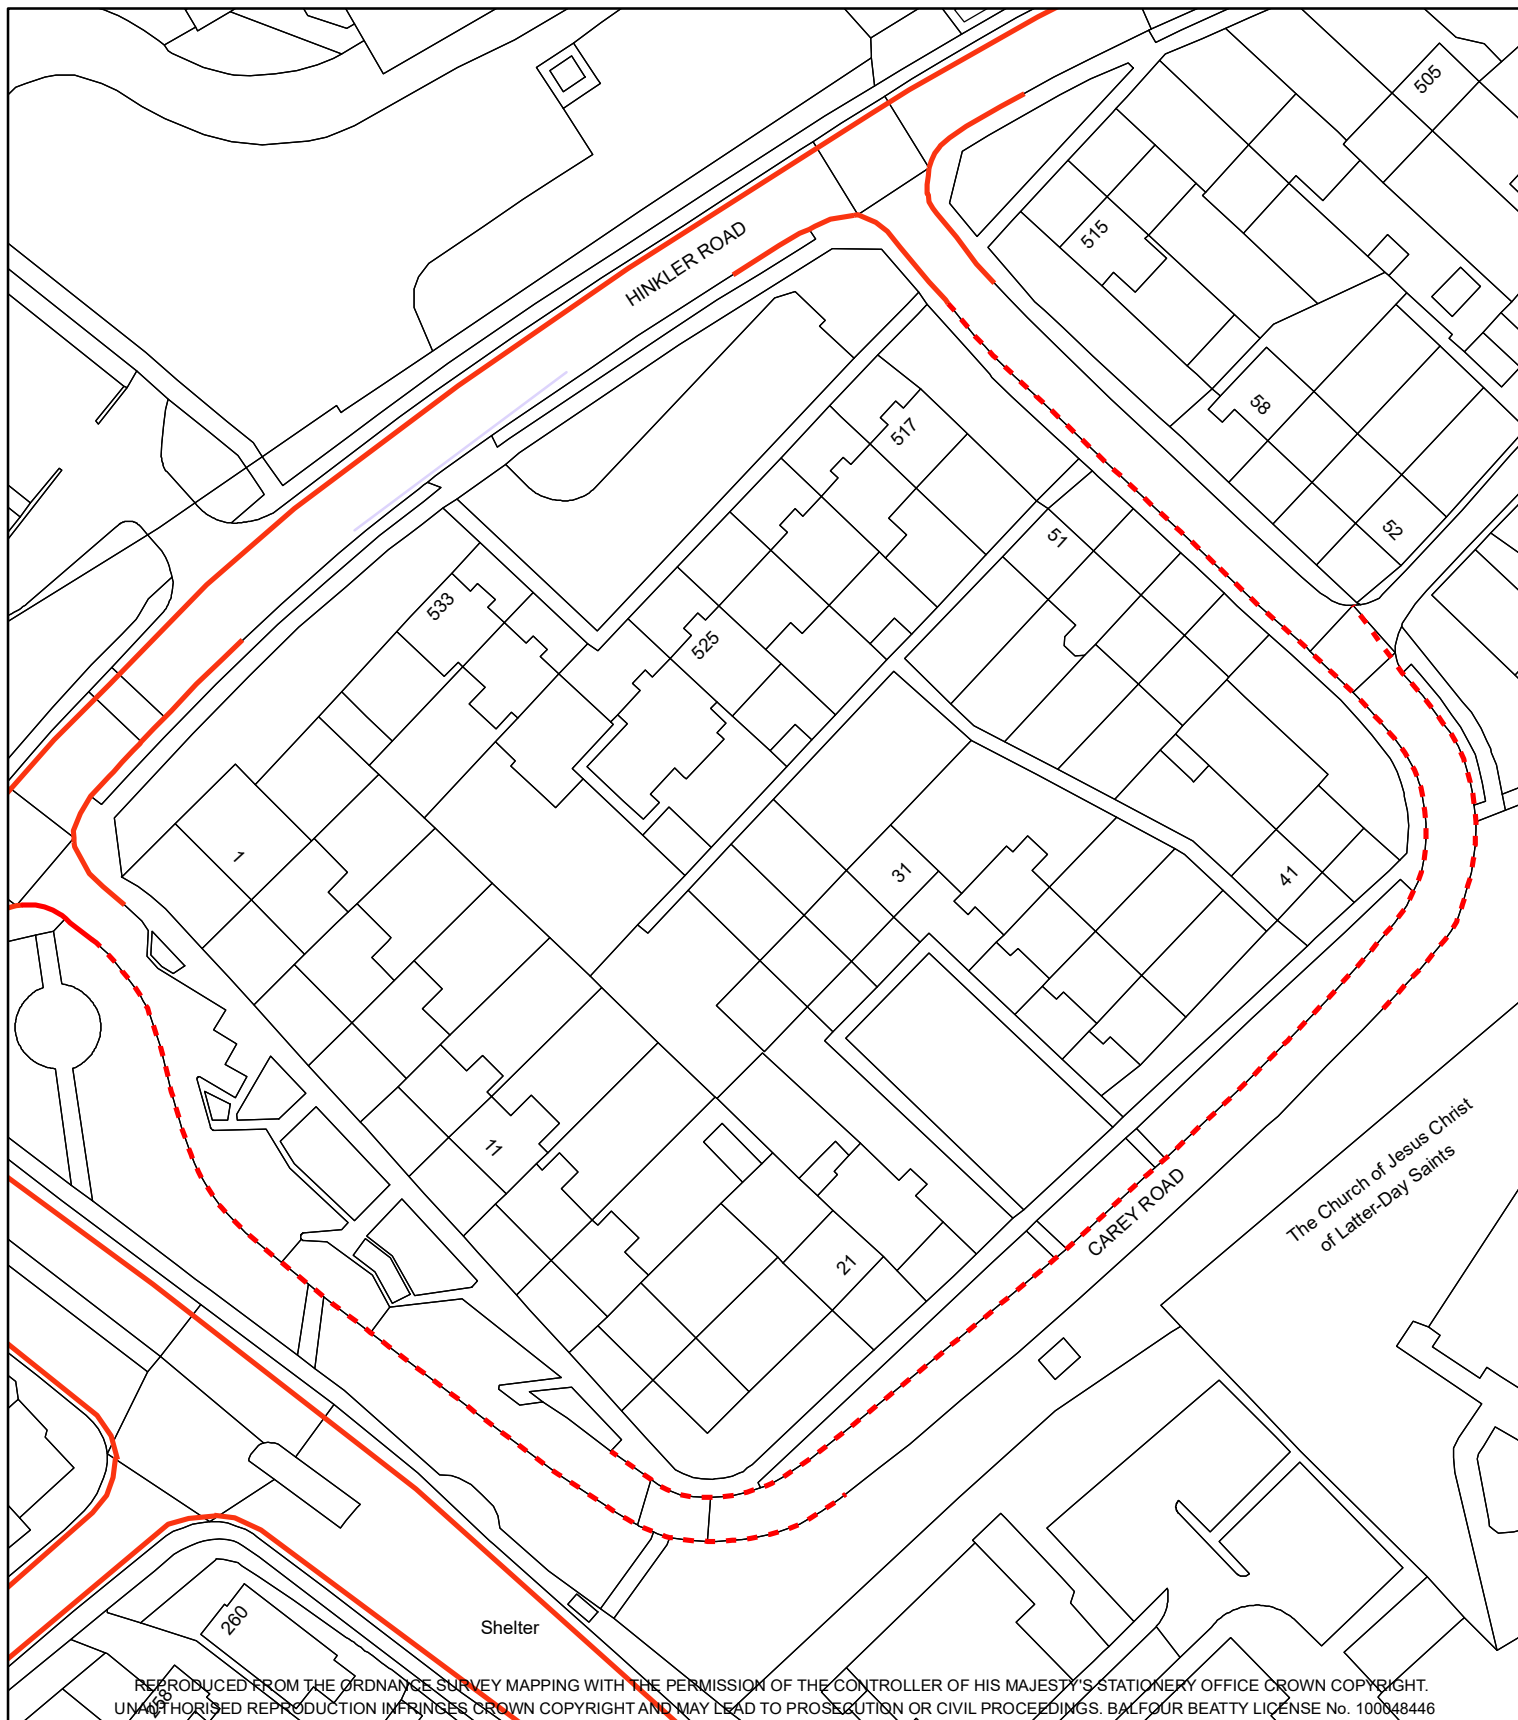 505
HINKLER ROAD
515
58
517
52
51
533
525
1
31
41
11
The Church of Jesus Christ
of Latter-Day Saints
CAREY ROAD
21
260
Shelter
258
REPRODUCED FROM THE ORDNANCE SURVEY MAPPING WITH THE PERMISSION OF THE CONTROLLER OF HIS MAJESTY'S STATIONERY OFFICE CROWN COPYRIGHT.
UNAUTHORISED REPRODUCTION INFRINGES CROWN COPYRIGHT AND MAY LEAD TO PROSECUTION OR CIVIL PROCEEDINGS. BALFOUR BEATTY LICENSE No. 100048446